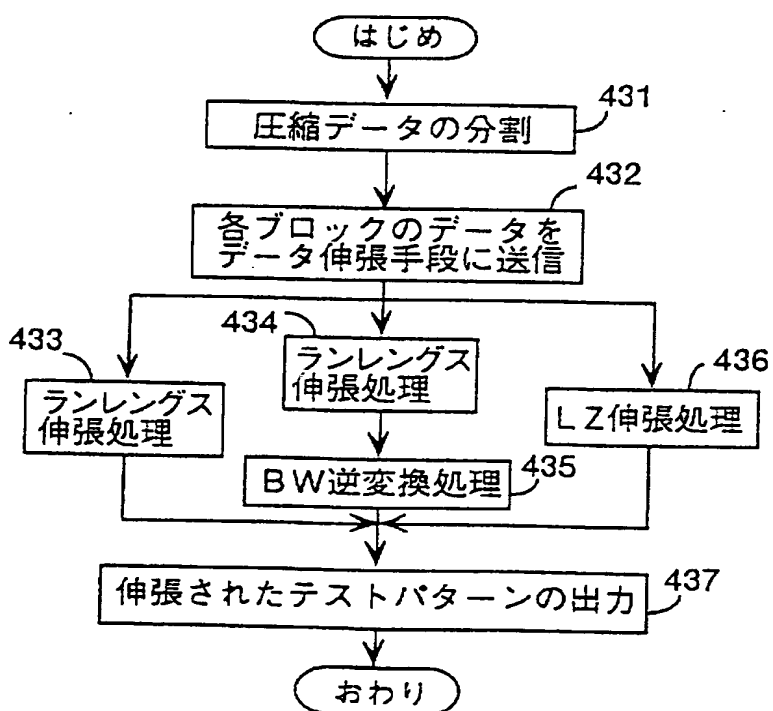 はじめ
431
圧縮データの分割
432
各ブロックのデータを
データ伸張手段に送信
433
ランレングス
伸張処理
434
ランレングス
伸張処理
BW逆変換処理
435
436
LZ伸張処理
伸張されたテストパターンの出力
437
おわり